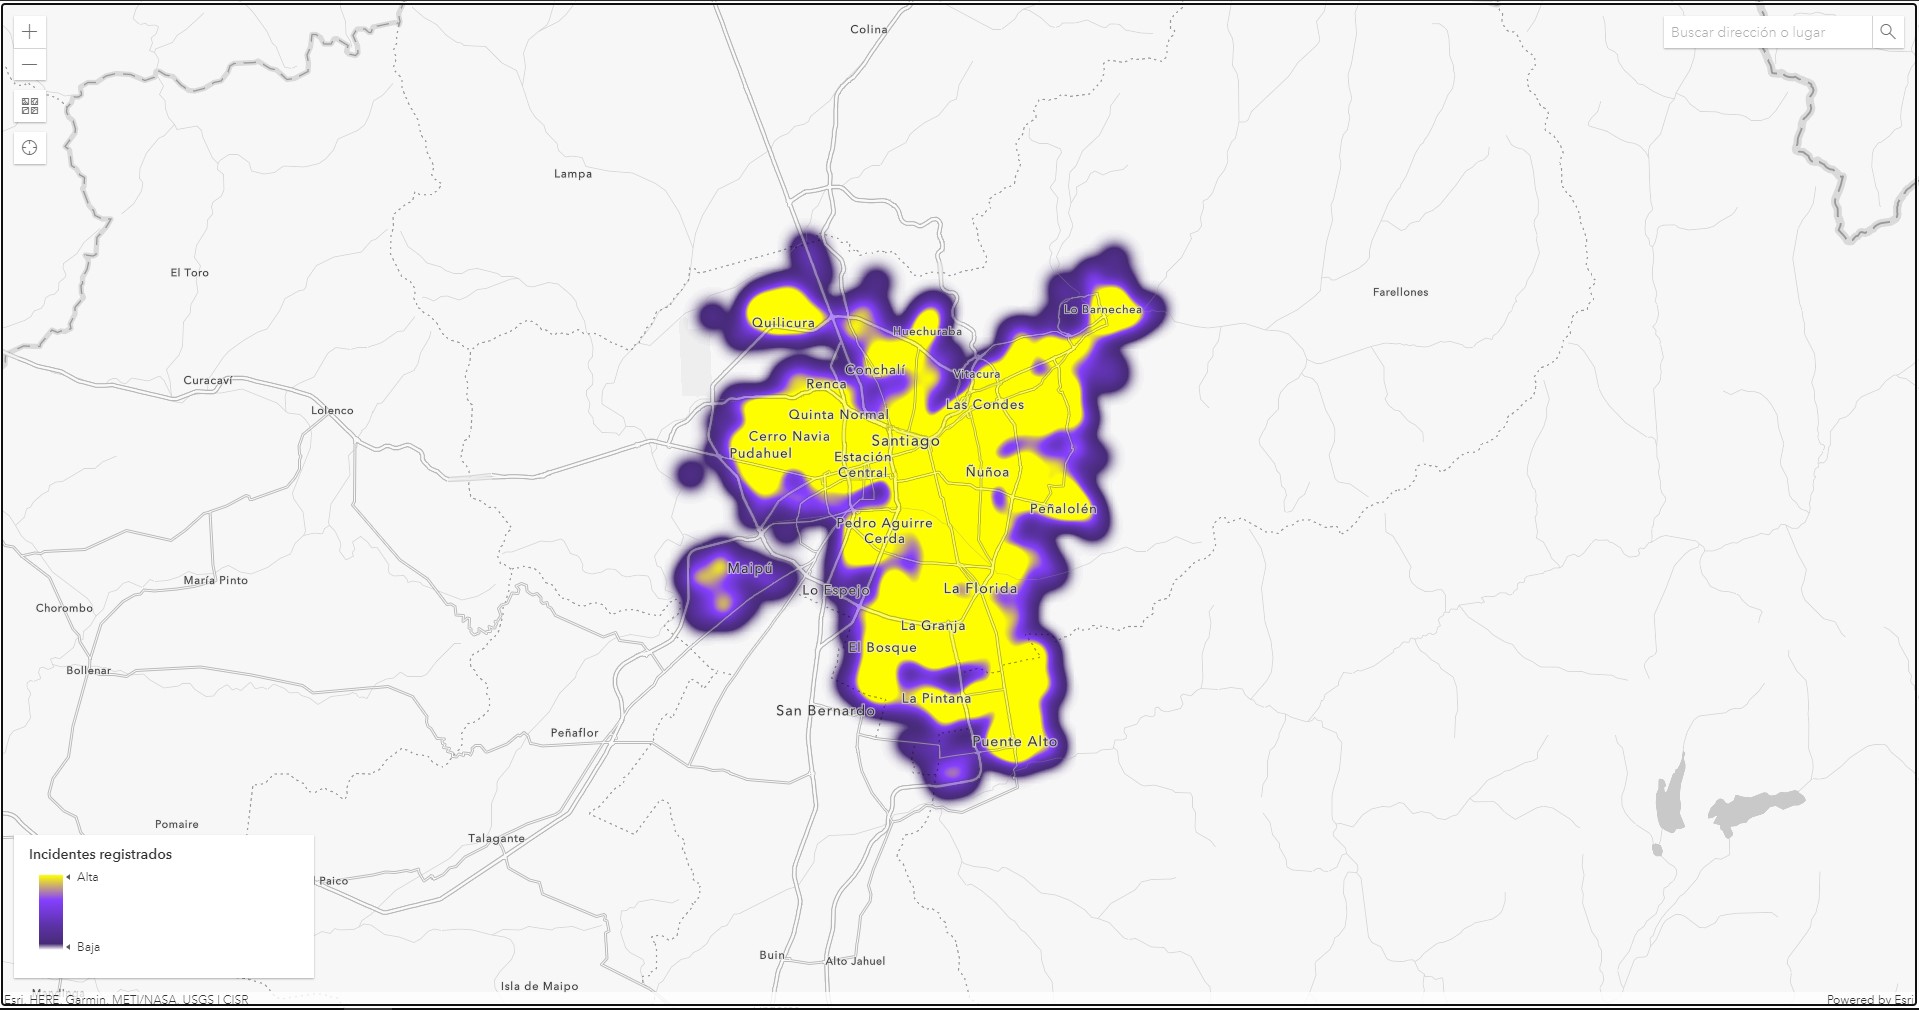 Colina
Buscar dirección o lugar
Lampa
El Toro
Farellones
Lo Barnechea
Quilicura
Huechuraba
Conchalí
Vitacura
Curacaví
Renca
Las Condes
Lolenco
Quinta Normal
Cerro Navia
Santiago
Pudahuel
Estación
Central
Ñuñoa
Peñalolén
Pedro Aguirre
Cerda
Maipú
María Pinto
Lo Espejo
La Florida
Chorombo
La Granja
El Bosque
Bollenar
La Pintana
San Bernardo
Peñaflor
Puente Alto
Pomaire
Talagante
Incidentes registrados
Alta
Paico
Baja
Buin
Alto Jahuel
Isla de Maipo
Esri, HERE, Garmin, METI/NASA, USGS | CISR
Powered by Esri